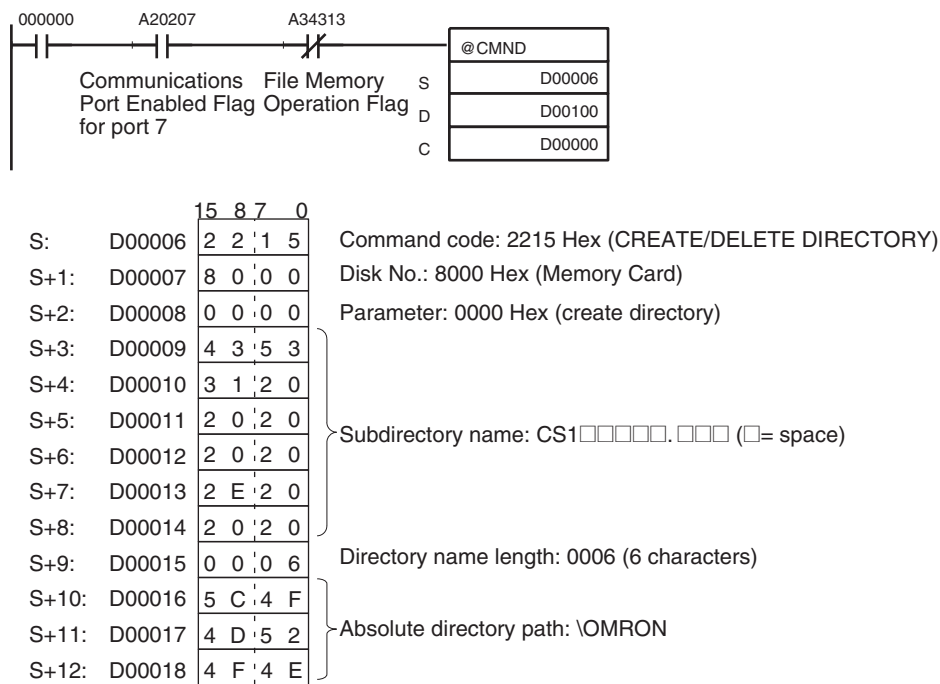 000000 A20207 A34313
@CMND
Communications Port Enabled Flag for port 7
File Memory Operation Flag
S D00006
D D00100
C D00000
15 8 7 0
S: D00006 2 2 1 5 Command code: 2215 Hex (CREATE/DELETE DIRECTORY)
S+1: D00007 8 0 0 0 Disk No.: 8000 Hex (Memory Card)
S+2: D00008 0 0 0 0 Parameter: 0000 Hex (create directory)
S+3: D00009 4 3 5 3
S+4: D00010 3 1 2 0
S+5: D00011 2 0 2 0
Subdirectory name: CS1□□□□□. □□□ (□= space)
S+6: D00012 2 0 2 0
S+7: D00013 2 E 2 0
S+8: D00014 2 0 2 0
S+9: D00015 0 0 0 6 Directory name length: 0006 (6 characters)
S+10: D00016 5 C 4 F
S+11: D00017 4 D 5 2 Absolute directory path: \OMRON
S+12: D00018 4 F 4 E